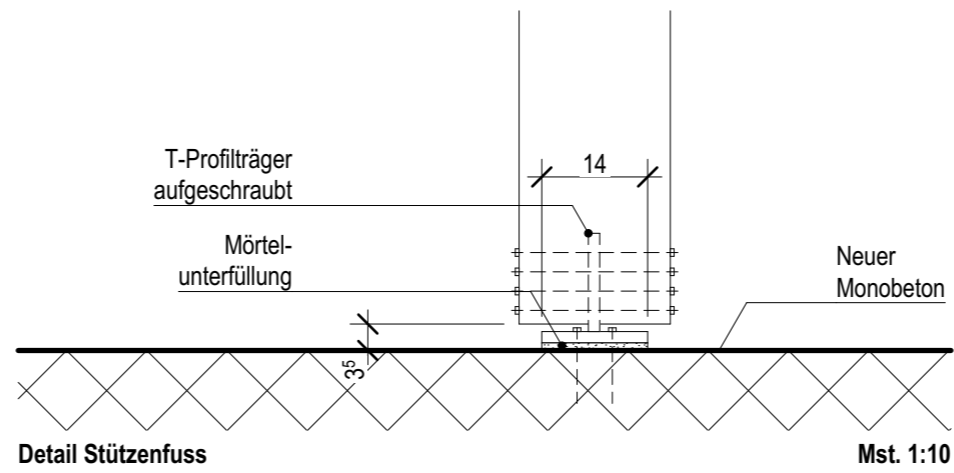 T-Profilträger
aufgeschraubt
14
Mörtel-
unterfüllung
Neuer
Monobeton
3⁵
Detail Stützenfuss
Mst. 1:10